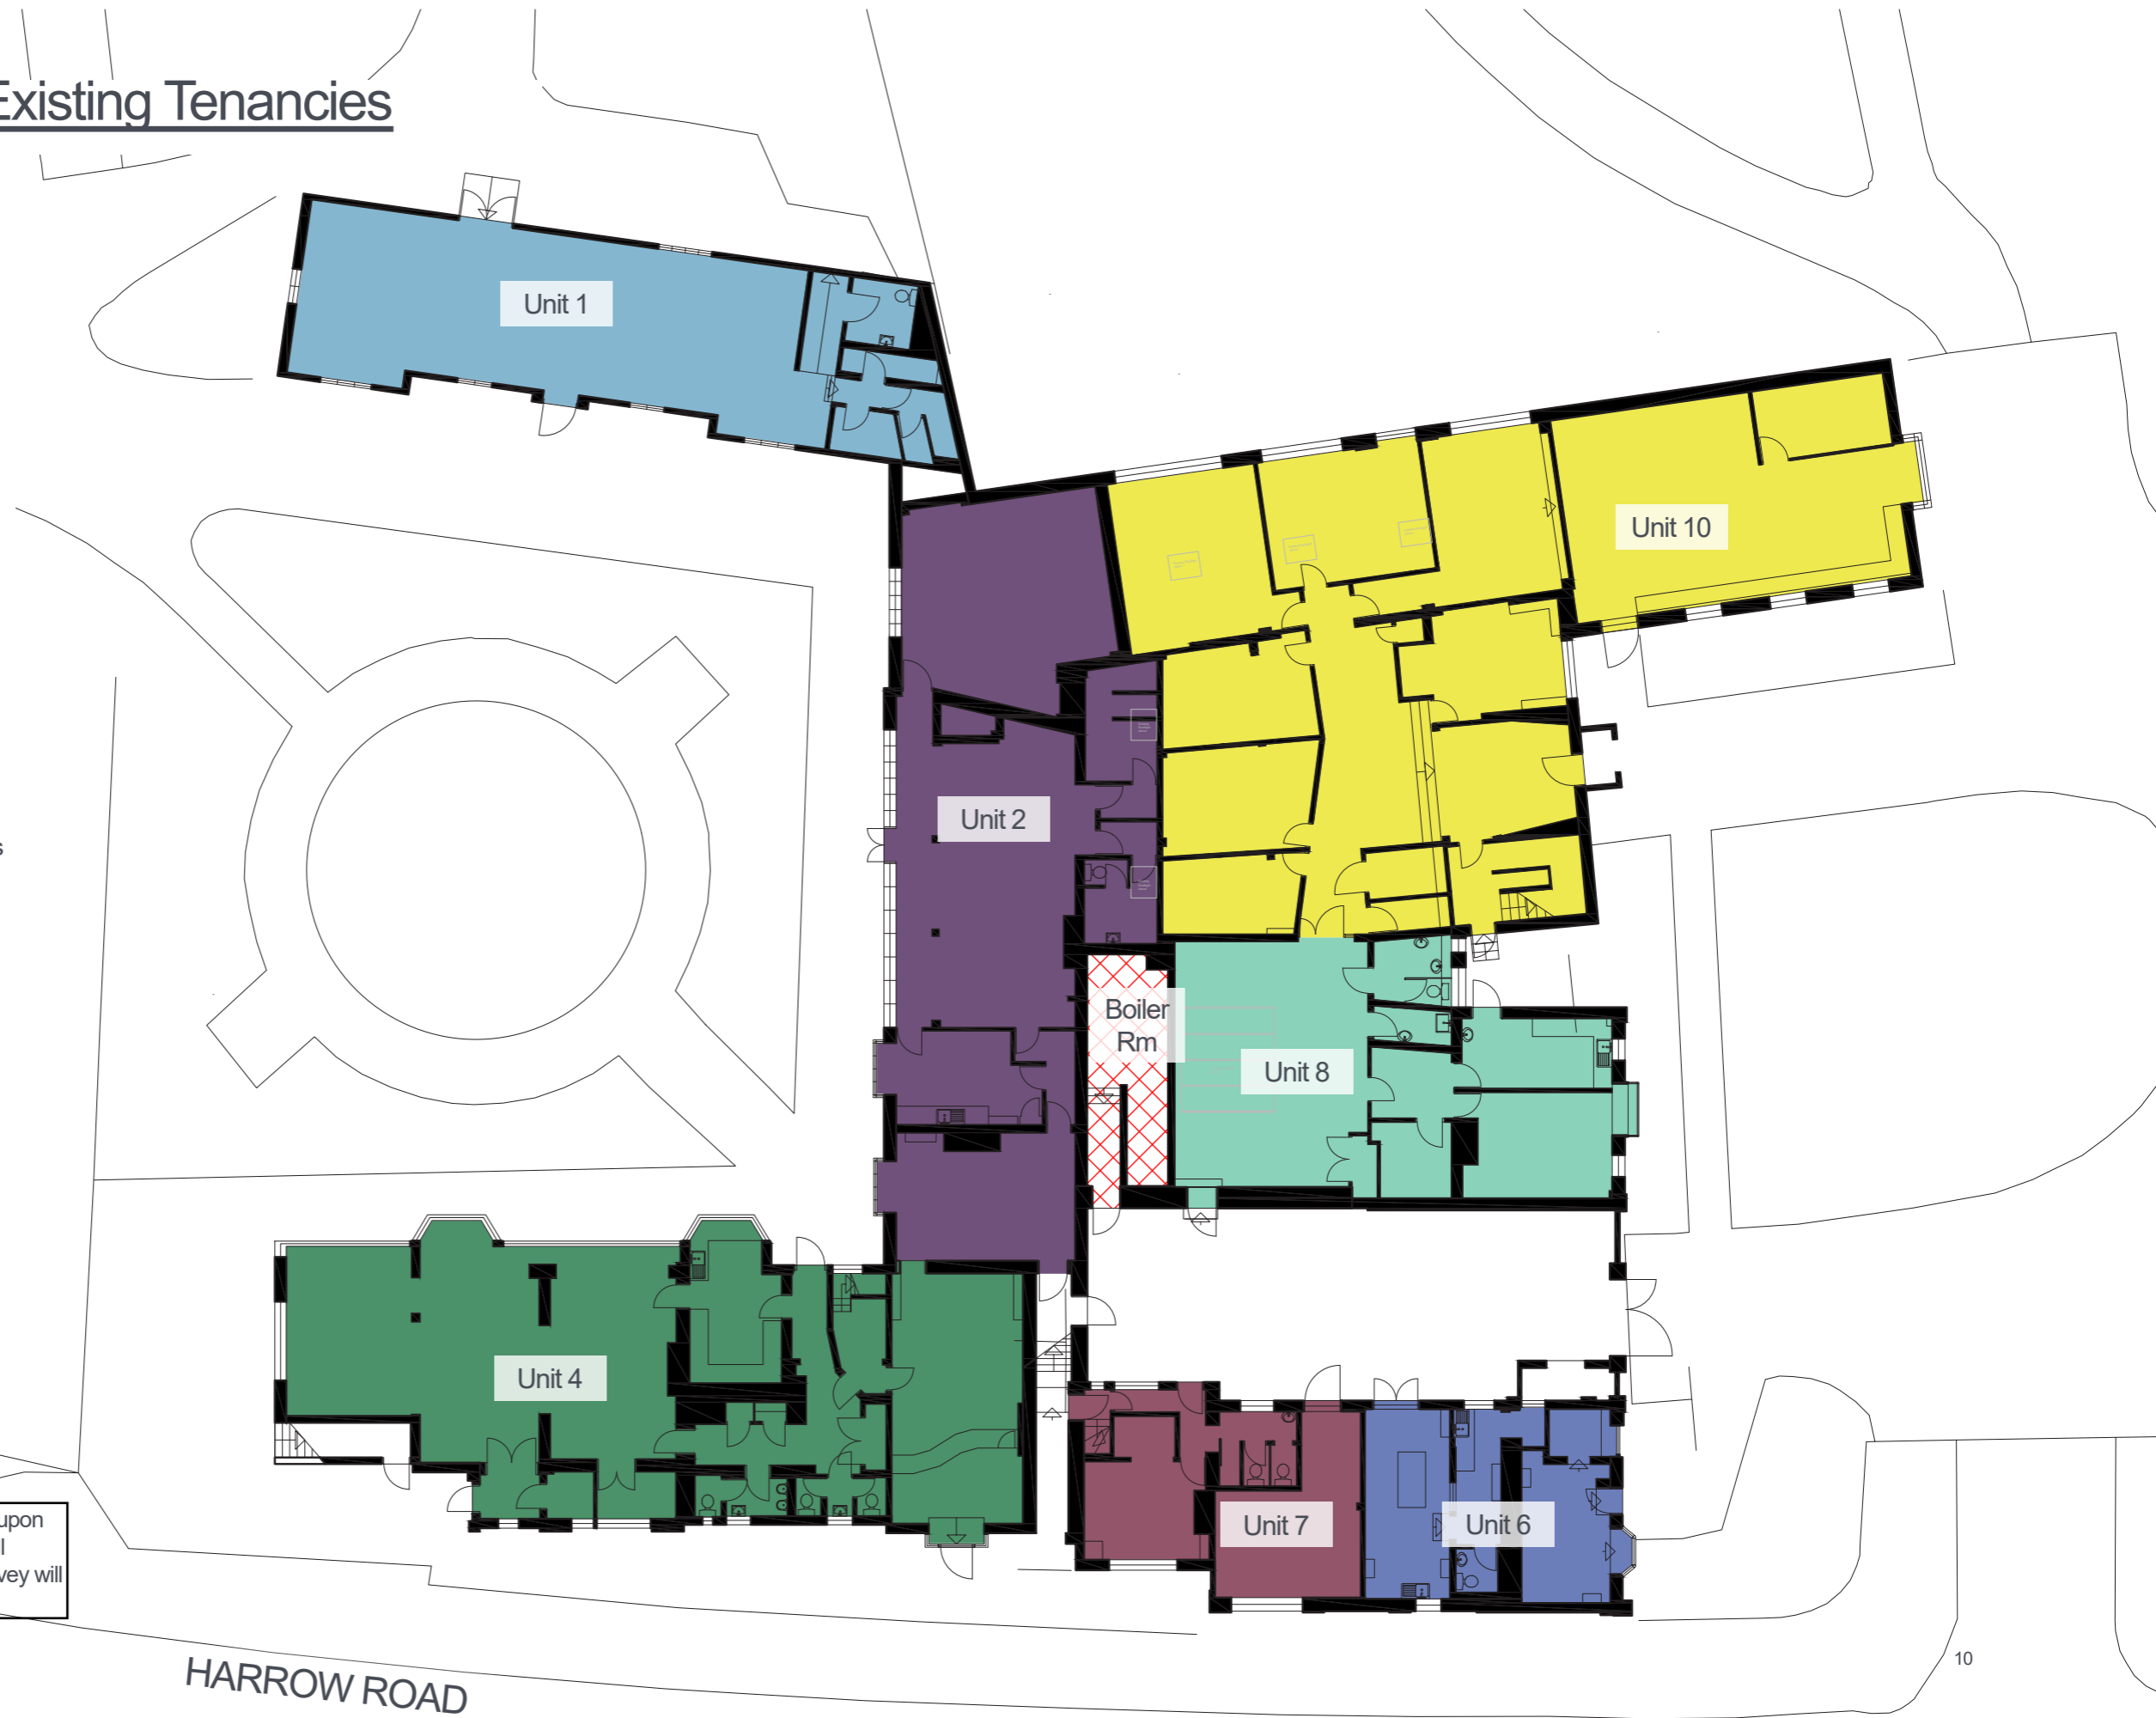 Existing Tenancies
Unit 1
Unit 10
Unit 2
s
Boiler
Rm
Unit 8
Unit 4
Unit 7
Unit 6
upon
l
vey will
HARROW ROAD
10